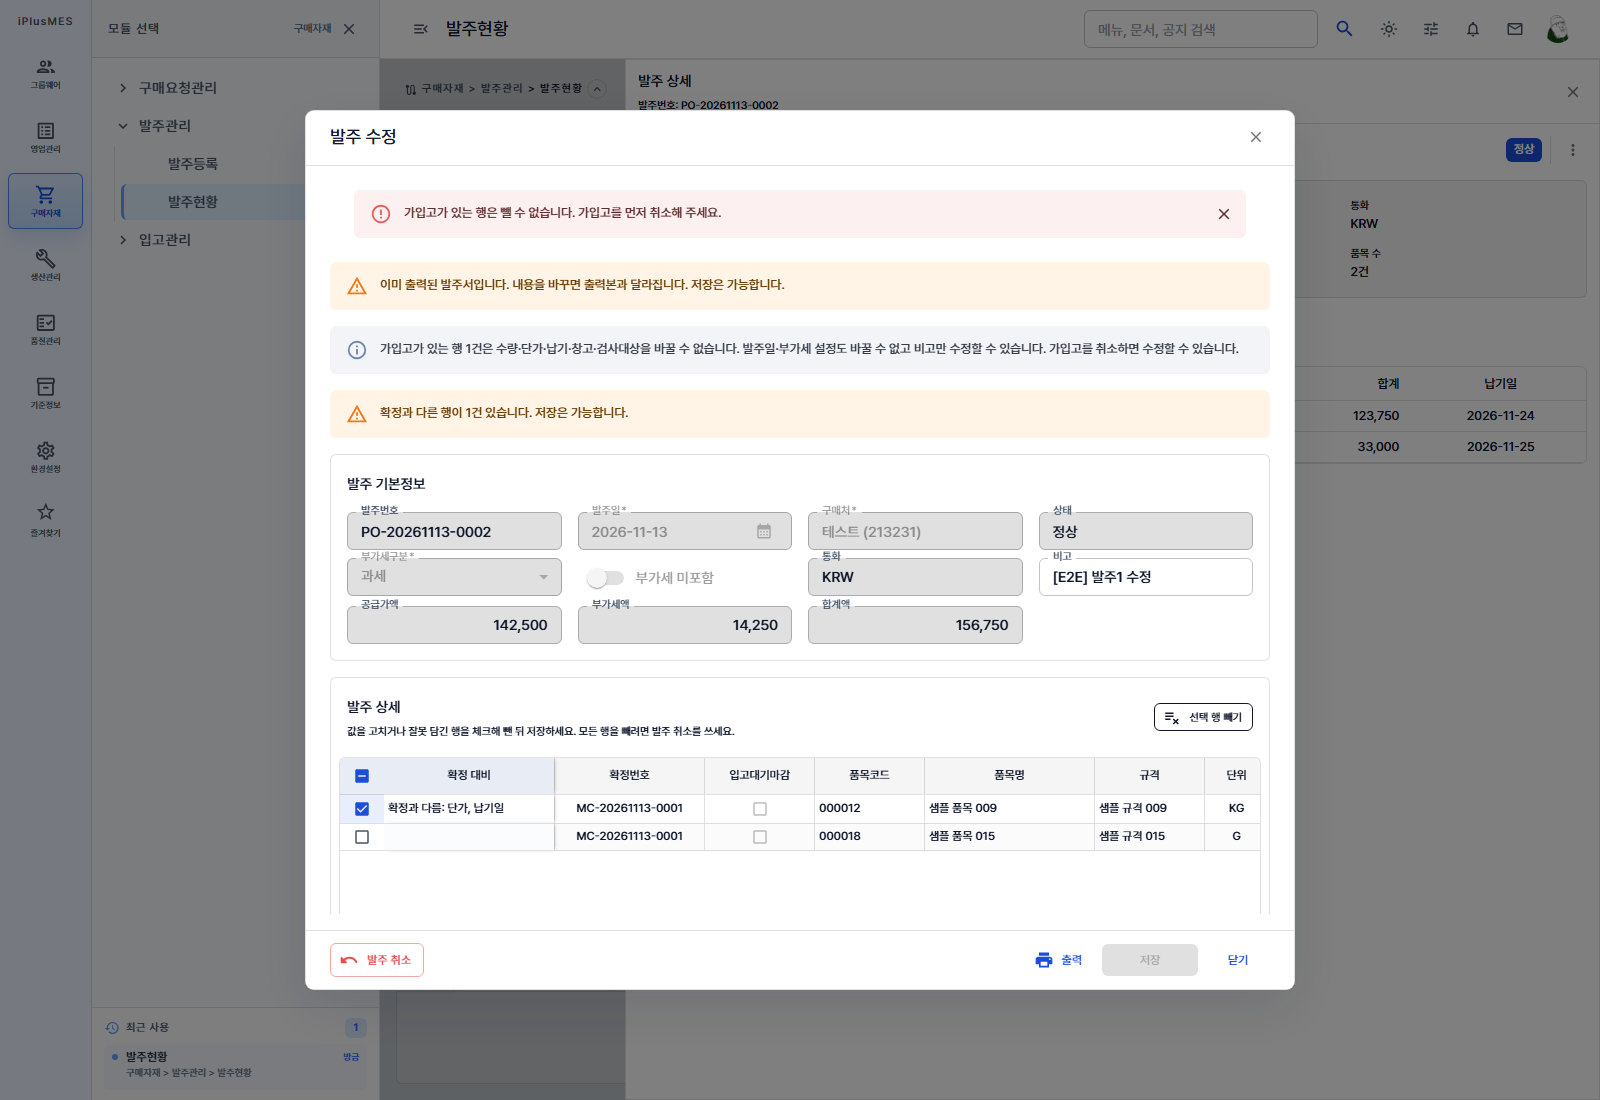 iPlusMES
모듈 선택
구매자재
발주현황
메뉴, 문서, 공지 검색
그룹웨어
영업관리
구매자재
생산관리
품질관리
기준정보
환경설정
즐겨찾기
구매요청관리
발주관리
발주등록
발주현황
입고관리
구매자재 > 발주관리 > 발주현황
발주 상세
발주번호: PO-20261113-0002
정상
통화
KRW
품목 수
2건
합계
납기일
123,750
2026-11-24
33,000
2026-11-25
발주 수정
가입고가 있는 행은 뺄 수 없습니다. 가입고를 먼저 취소해 주세요.
이미 출력된 발주서입니다. 내용을 바꾸면 출력본과 달라집니다. 저장은 가능합니다.
가입고가 있는 행 1건은 수량·단가·납기·창고·검사대상을 바꿀 수 없습니다. 발주일·부가세 설정도 바꿀 수 없고 비고만 수정할 수 있습니다. 가입고를 취소하면 수정할 수 있습니다.
확정과 다른 행이 1건 있습니다. 저장은 가능합니다.
발주 기본정보
발주번호
PO-20261113-0002
발주일 *
2026-11-13
구매처 *
테스트 (213231)
상태
정상
부가세구분 *
과세
부가세 미포함
통화
KRW
비고
[E2E] 발주1 수정
공급가액
142,500
부가세액
14,250
합계액
156,750
발주 상세
값을 고치거나 잘못 담긴 행을 체크해 뺀 뒤 저장하세요. 모든 행을 빼려면 발주 취소를 쓰세요.
선택 행 빼기
확정 대비
확정번호
입고대기마감
품목코드
품목명
규격
단위
확정과 다름: 단가, 납기일
MC-20261113-0001
000012
샘플 품목 009
샘플 규격 009
KG
MC-20261113-0001
000018
샘플 품목 015
샘플 규격 015
G
발주 취소
출력
저장
닫기
최근 사용
1
발주현황
방금
구매자재 > 발주관리 > 발주현황